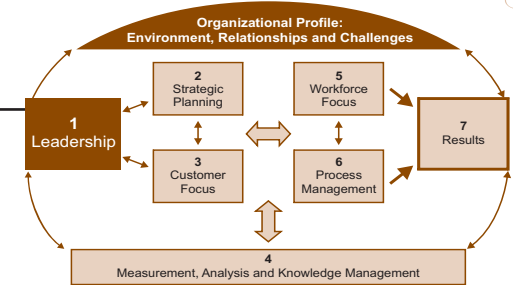 Organizational Profile:
Environment, Relationships and Challenges
1
Leadership
2
Strategic
Planning
3
Customer
Focus
5
Workforce
Focus
6
Process
Management
7
Results
4
Measurement, Analysis and Knowledge Management